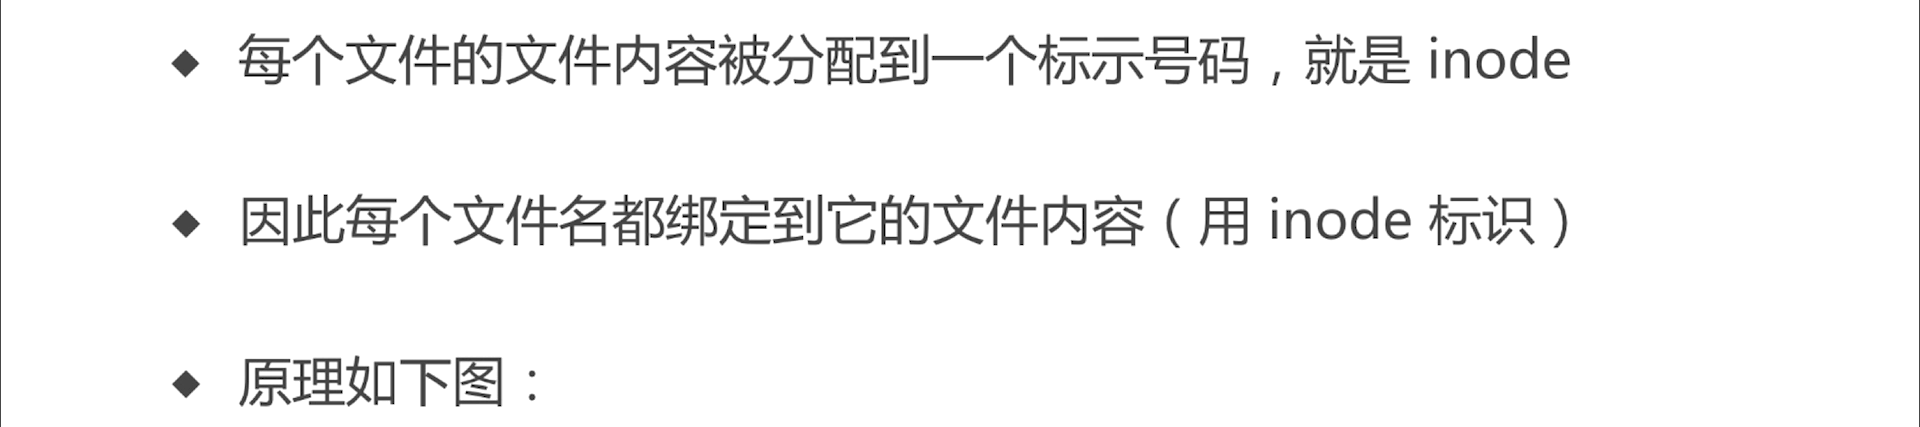 ◆ 每个文件的文件内容被分配到一个标示号码，就是 inode
◆ 因此每个文件名都绑定到它的文件内容（用 inode 标识）
◆ 原理如下图：